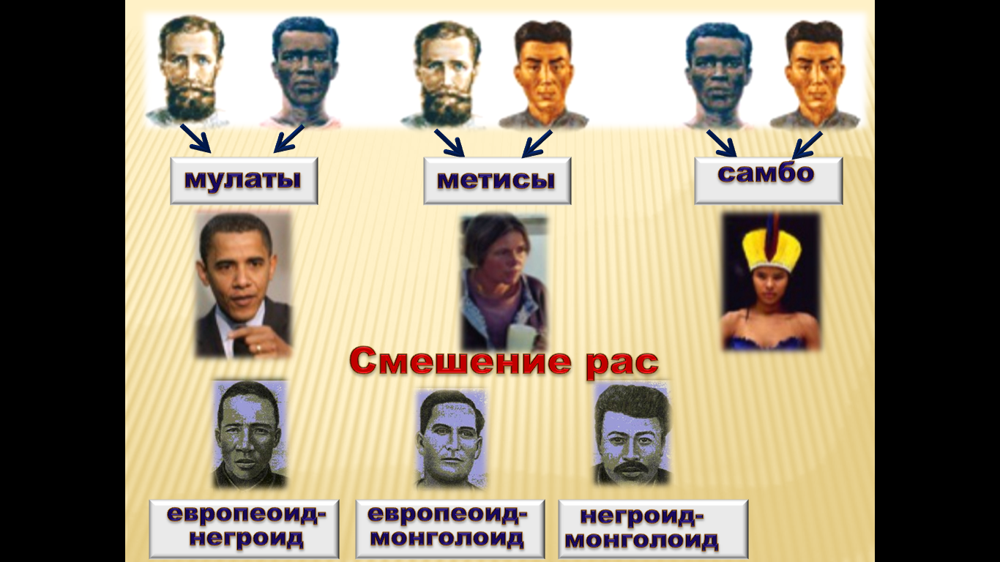 мулаты
метисы
самбо
Смешение рас
европеоид-
негроид
европеоид-
монголоид
негроид-
монголоид